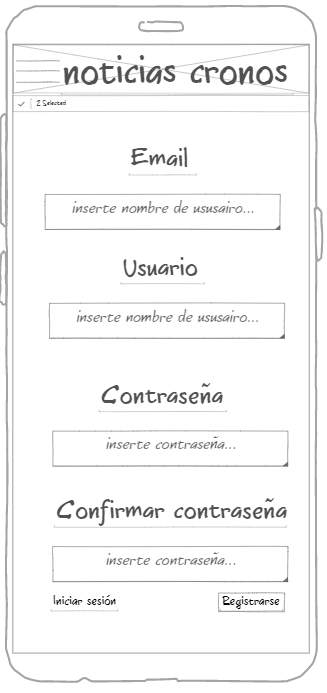 noticias cronos
2 Selected
Email
inserte nombre de ususairo...
Usuario
inserte nombre de ususairo...
Contraseña
inserte contraseña...
Confirmar contraseña
inserte contraseña...
Iniciar sesión
Registrarse